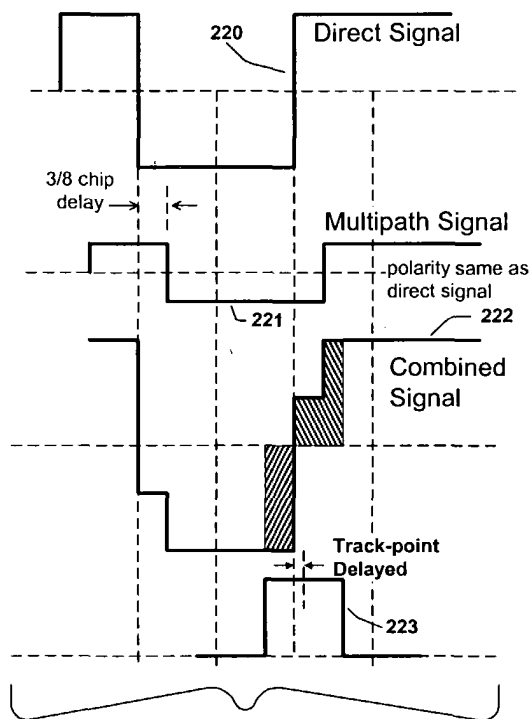 220
Direct Signal
3/8 chip
delay
Multipath Signal
polarity same as
direct signal
221
222
Combined
Signal
Track-point
Delayed
223